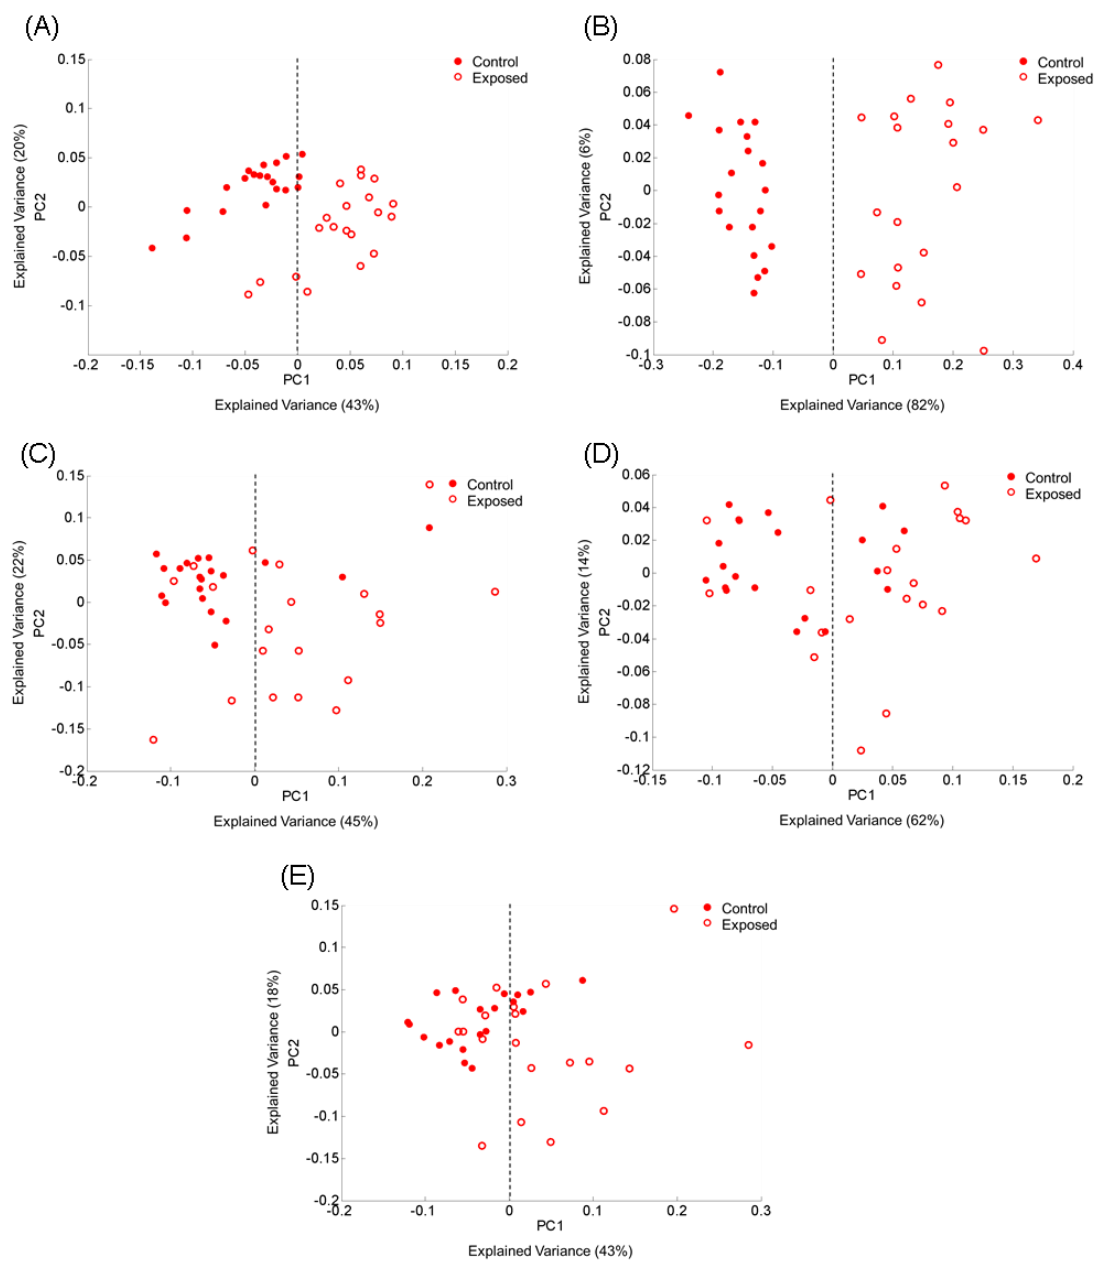 (A)
Control
Exposed
0.15
0.1
0.05
0
-0.05
-0.1
Explained Variance (20%)
PC2
-0.2 -0.15 -0.1 -0.05 0 0.05 0.1 0.15 0.2
PC1
Explained Variance (43%)
(B)
Control
Exposed
0.08
0.06
0.04
0.02
0
-0.02
-0.04
-0.06
-0.08
-0.1
Explained Variance (6%)
PC2
-0.3 -0.2 -0.1 0 0.1 0.2 0.3 0.4
PC1
Explained Variance (82%)
(C)
Control
Exposed
0.15
0.1
0.05
0
-0.05
-0.1
-0.15
-0.2
Explained Variance (22%)
PC2
-0.2 -0.1 0 0.1 0.2 0.3
PC1
Explained Variance (45%)
(D)
Control
Exposed
0.06
0.04
0.02
0
-0.02
-0.04
-0.06
-0.08
-0.1
-0.12
Explained Variance (14%)
PC2
-0.15 -0.1 -0.05 0 0.05 0.1 0.15 0.2
PC1
Explained Variance (62%)
(E)
Control
Exposed
0.15
0.1
0.05
0
-0.05
-0.1
-0.15
-0.2
Explained Variance (18%)
PC2
-0.2 -0.1 0 0.1 0.2 0.3
PC1
Explained Variance (43%)